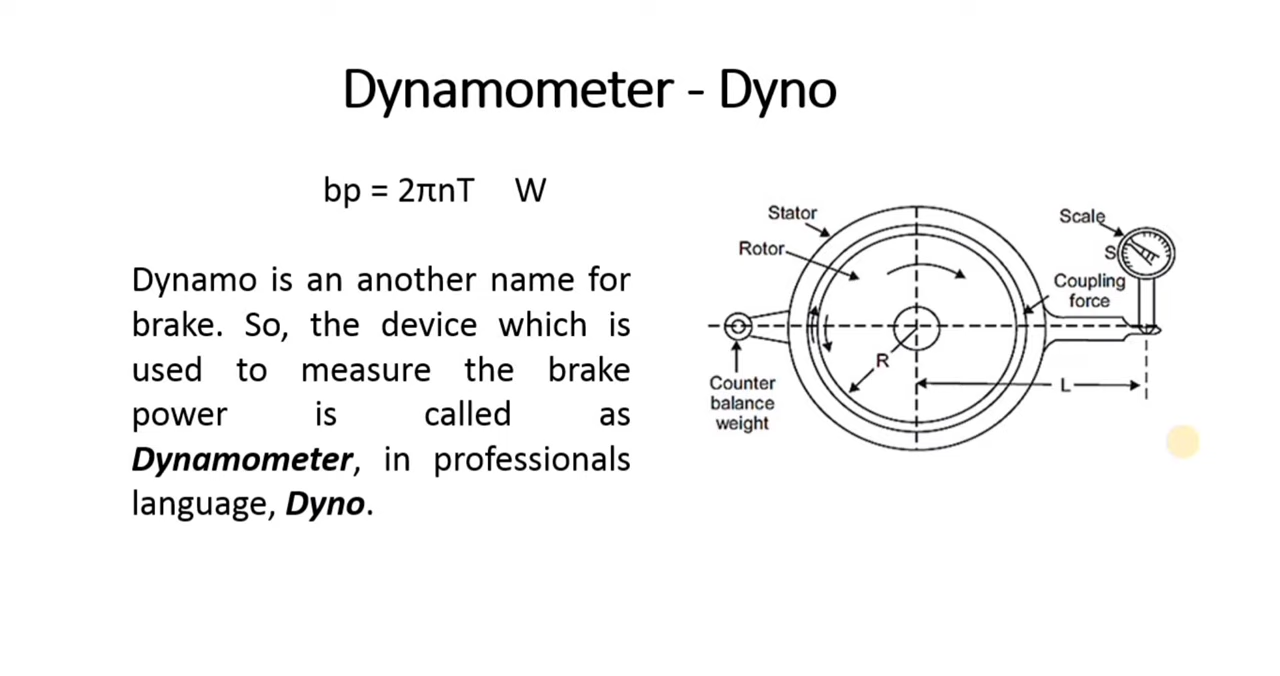 Dynamometer - Dyno
bp = 2πnT W
Dynamo is an another name for
brake. So, the device which is
used to measure the brake
power is called as
Dynamometer, in professionals
language, Dyno.
Stator
Rotor
Scale
S
Coupling
force
R
L
Counter
balance
weight